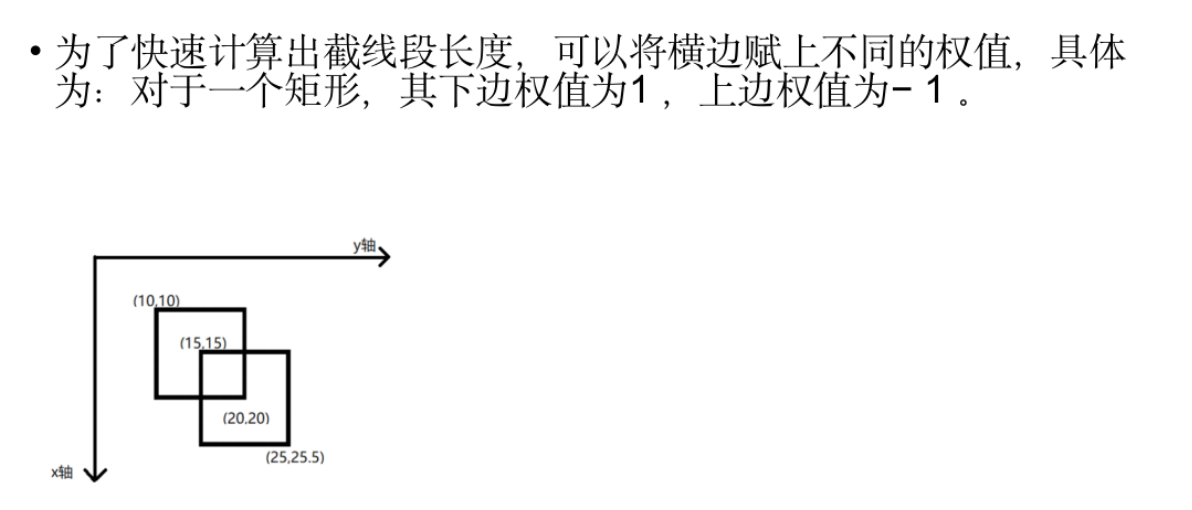 • 为了快速计算出截线段长度，可以将横边赋上不同的权值，具体
为：对于一个矩形，其下边权值为1，上边权值为− 1 。
y轴
(10,10)
(15,15)
(20,20)
(25,25.5)
x轴